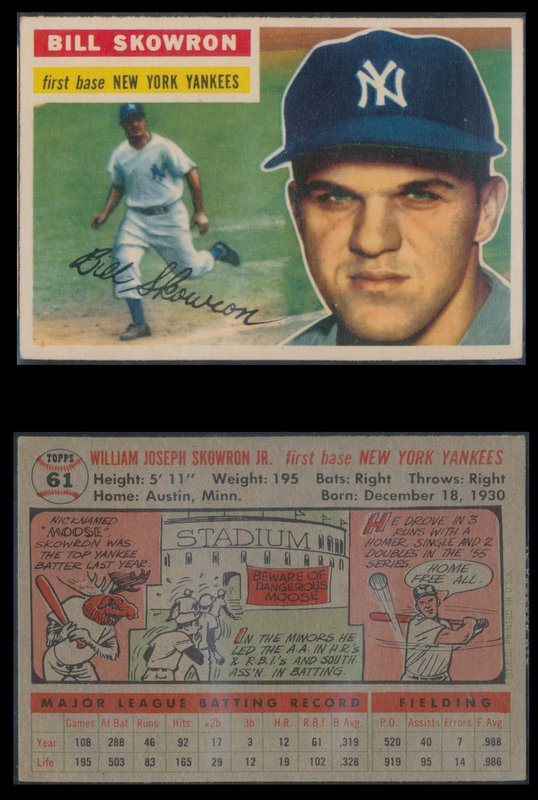 BILL SKOWRON
first base NEW YORK YANKEES
NY
NY
Bill Skowron
TOPPS
61
WILLIAM JOSEPH SKOWRON JR. first base NEW YORK YANKEES
Height: 5' 11" Weight: 195 Bats: Right Throws: Right
Home: Austin, Minn. Born: December 18, 1930
NICKNAMED
"MOOSE",
SKOWRON WAS
THE TOP YANKEE
BATTER LAST YEAR.
STADIUM
BEWARE OF
DANGEROUS
MOOSE
IN THE MINORS HE
LED THE A.A. IN H.R'S
& R.B.I.'S AND SOUTH
ASS'N. IN BATTING.
HE DROVE IN 3
RUNS WITH A
HOMER, SINGLE AND 2
DOUBLES IN THE '55
SERIES.
HOME
FREE ALL.
MAJOR LEAGUE BATTING RECORD FIELDING
Games At Bat Runs Hits 2b 3b H.R. R.B.I. B. Avg. P.O. Assists Errors F. Avg.
Year 108 288 46 92 17 3 12 61 .319 520 40 7 .988
Life 195 503 83 165 29 12 19 102 .328 919 95 14 .986